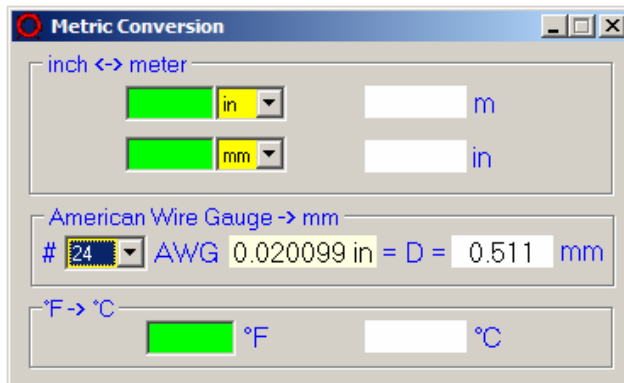 Metric Conversion
inch <-> meter
in m
mm in
American Wire Gauge -> mm
# 24 AWG 0.020099 in = D = 0.511 mm
°F -> °C
°F °C